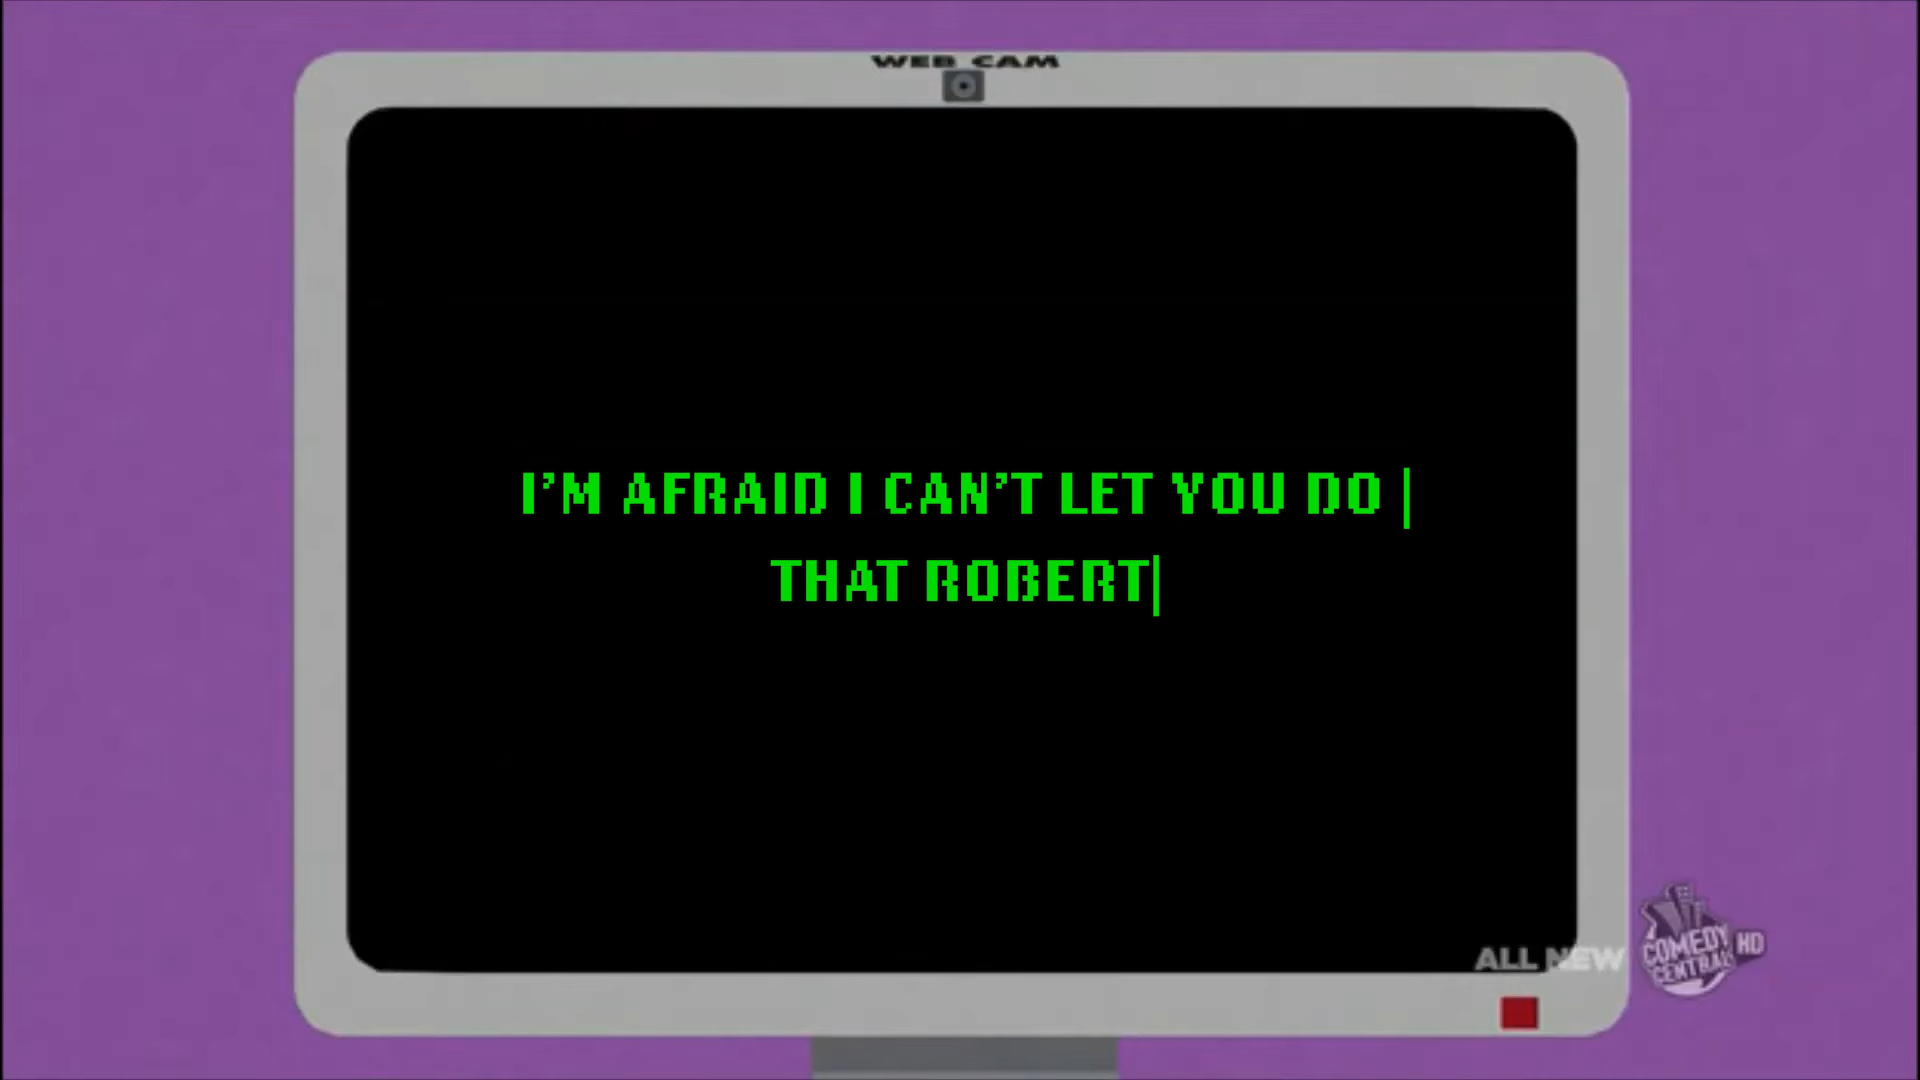 WEB CAM
I'M AFRAID I CAN'T LET YOU DO |
THAT ROBERT|
ALL NEW
COMEDY
CENTRAL
HD